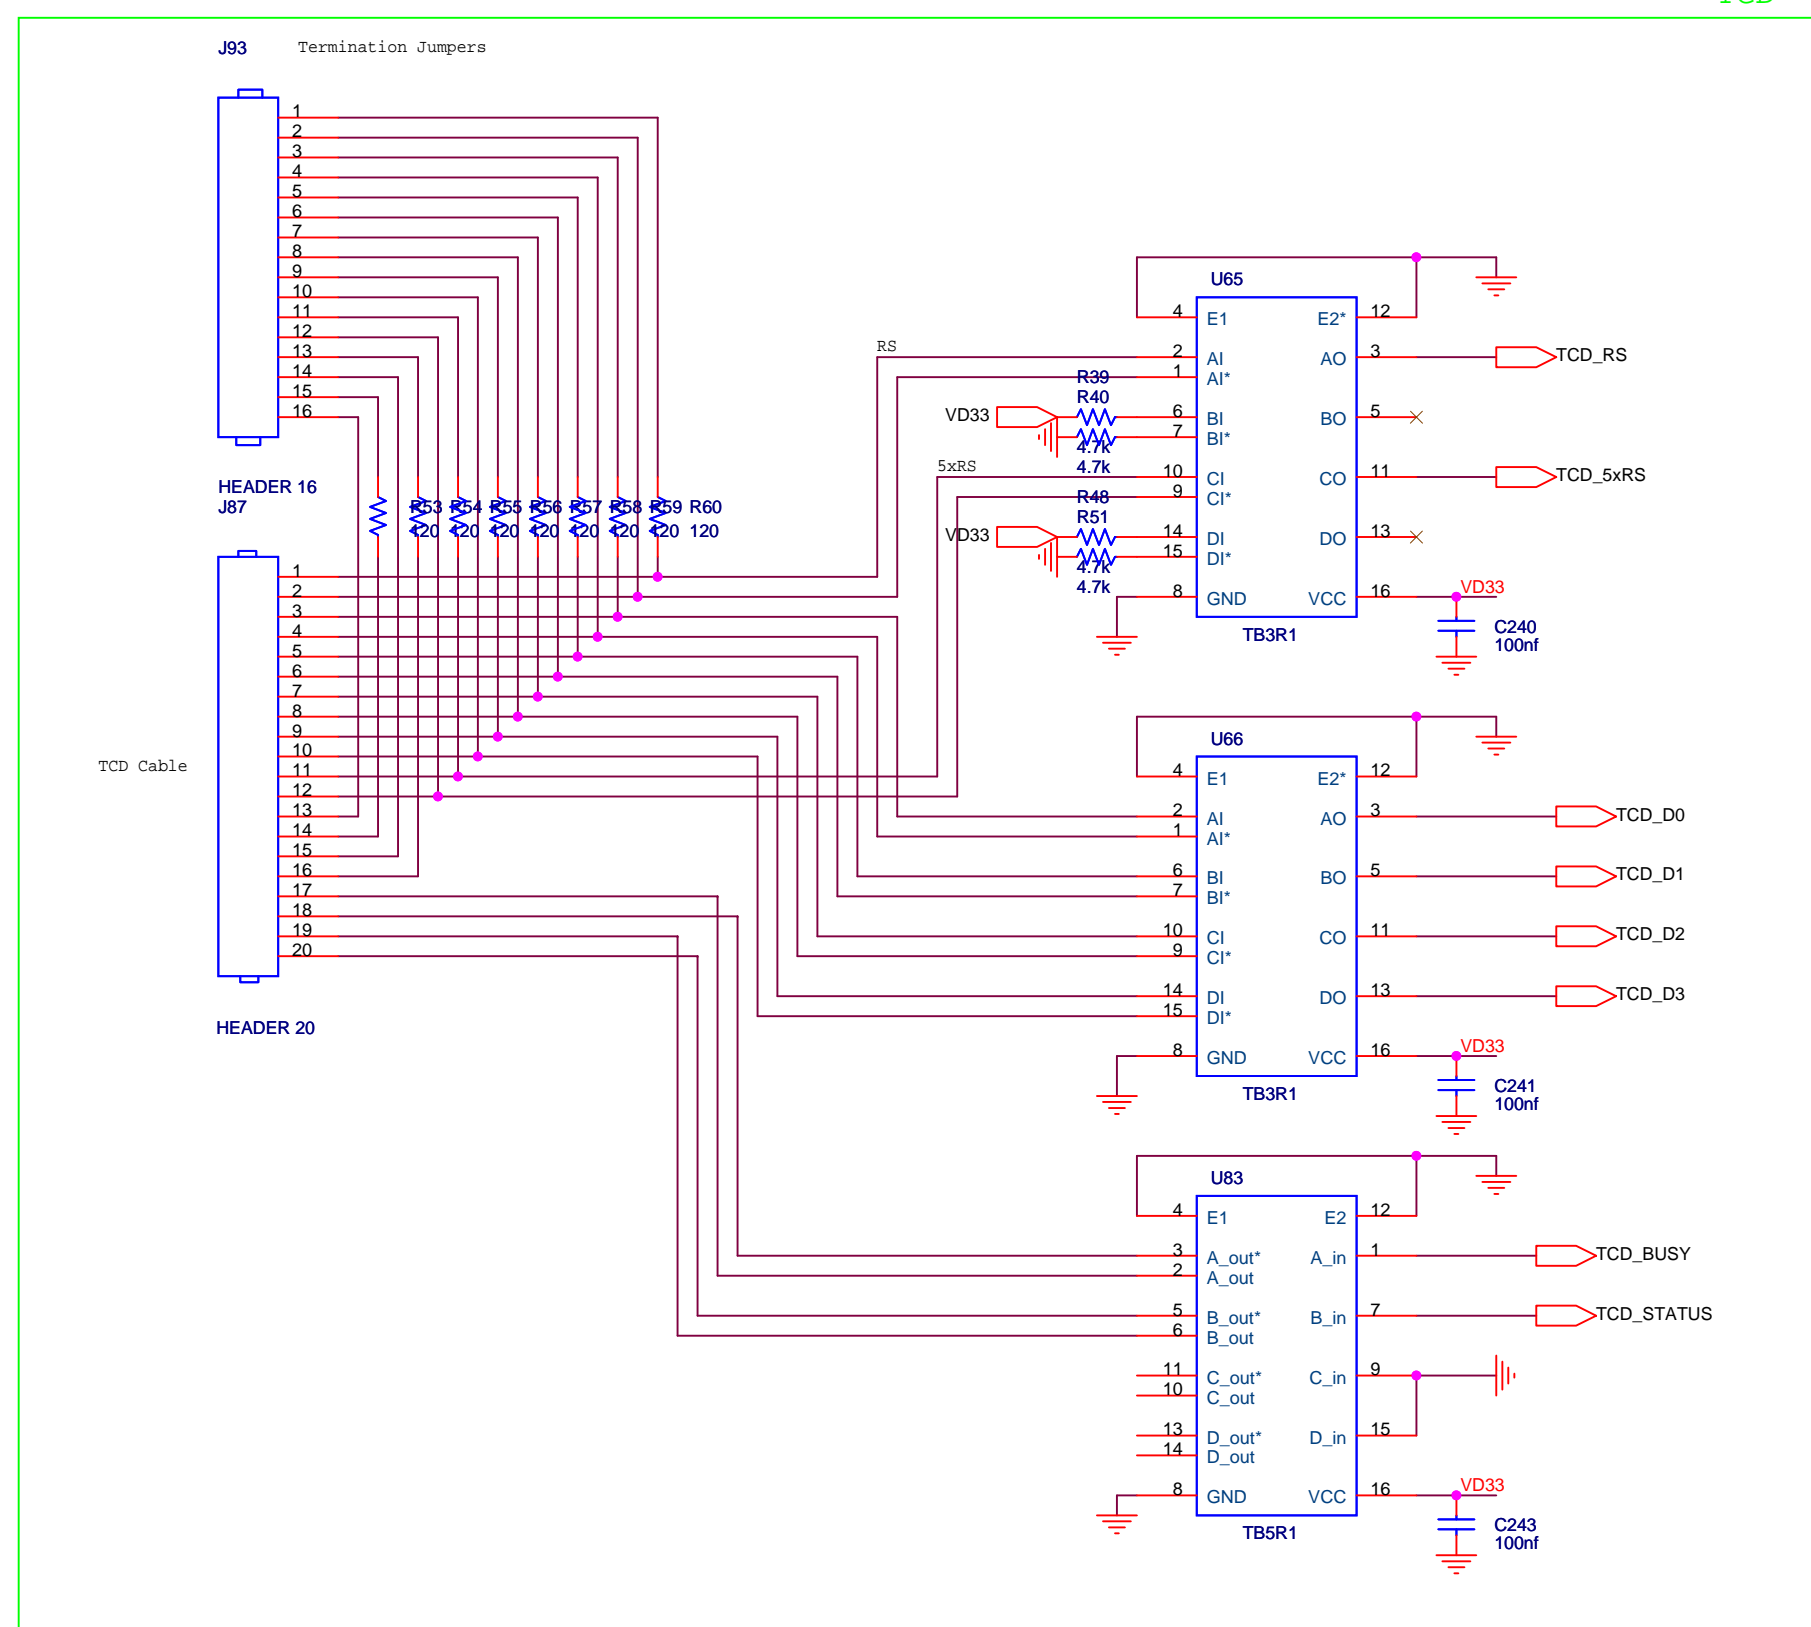 TCD
J93 Termination Jumpers
1
2
3
4
5
6
7
8
9
10
11
12
13
14
15
16
HEADER 16
J87
R53 R54 R55 R56 R57 R58 R59 R60
120 120 120 120 120 120 120 120
1
2
3
4
5
6
7
8
9
10
11
12
13
14
15
16
17
18
19
20
TCD Cable
HEADER 20
U65
4 E1 E2* 12
RS
2 AI AO 3 TCD_RS
1 AI*
R39
R40
VD33 6 BI BO 5
7 BI*
4.7k
4.7k
5xRS
10 CI CO 11 TCD_5xRS
9 CI*
R48
R51
VD33 14 DI DO 13
15 DI*
4.7k
4.7k
8 GND VCC 16 VD33
TB3R1
C240
100nf
U66
4 E1 E2* 12
2 AI AO 3 TCD_D0
1 AI*
6 BI BO 5 TCD_D1
7 BI*
10 CI CO 11 TCD_D2
9 CI*
14 DI DO 13 TCD_D3
15 DI*
8 GND VCC 16 VD33
TB3R1
C241
100nf
U83
4 E1 E2 12
3 A_out* A_in 1 TCD_BUSY
2 A_out
5 B_out* B_in 7 TCD_STATUS
6 B_out
11 C_out* C_in 9
10 C_out
13 D_out* D_in 15
14 D_out
8 GND VCC 16 VD33
TB5R1
C243
100nf